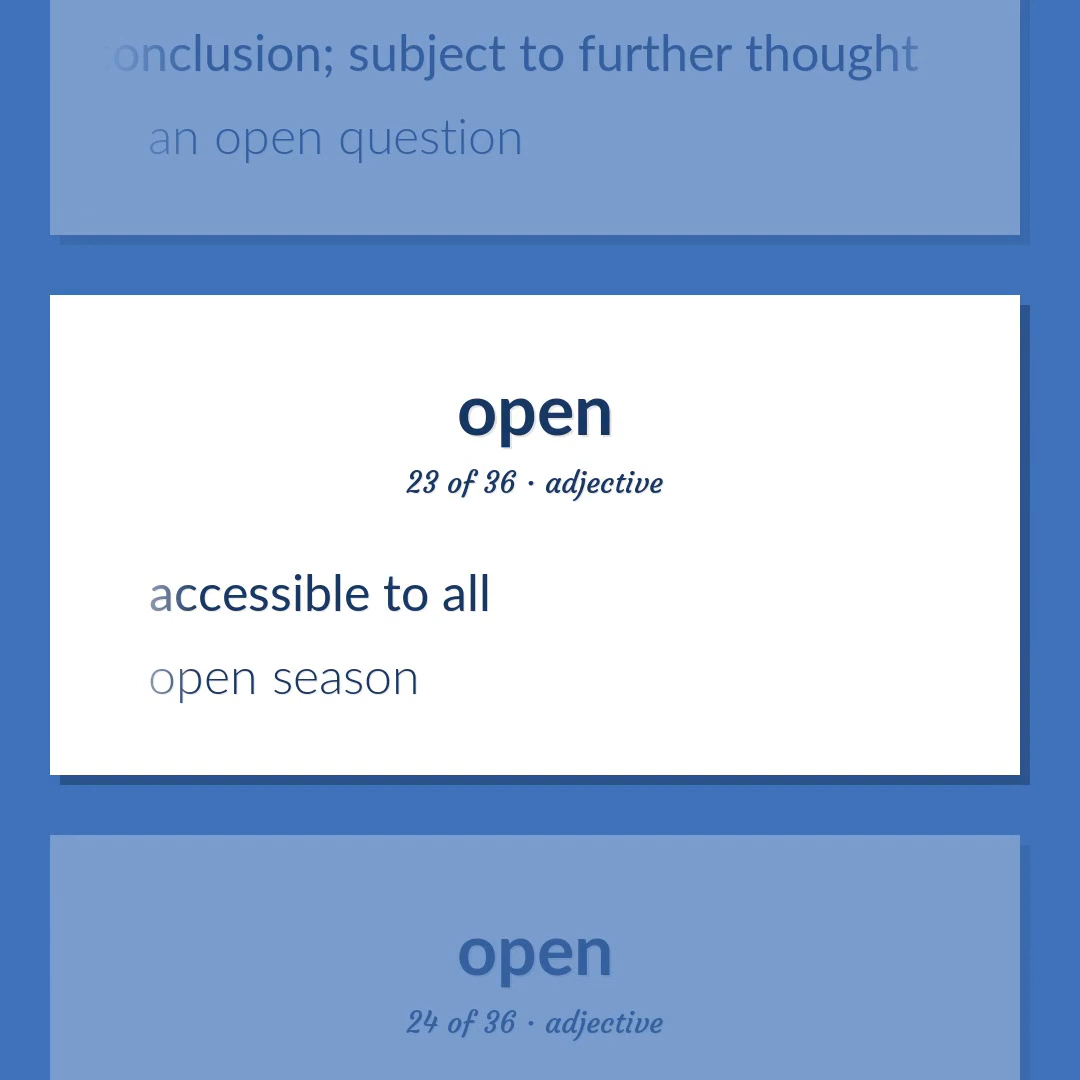 onclusion; subject to further thought
an open question
open
23 of 36 · adjective
accessible to all
open season
open
24 of 36 · adjective